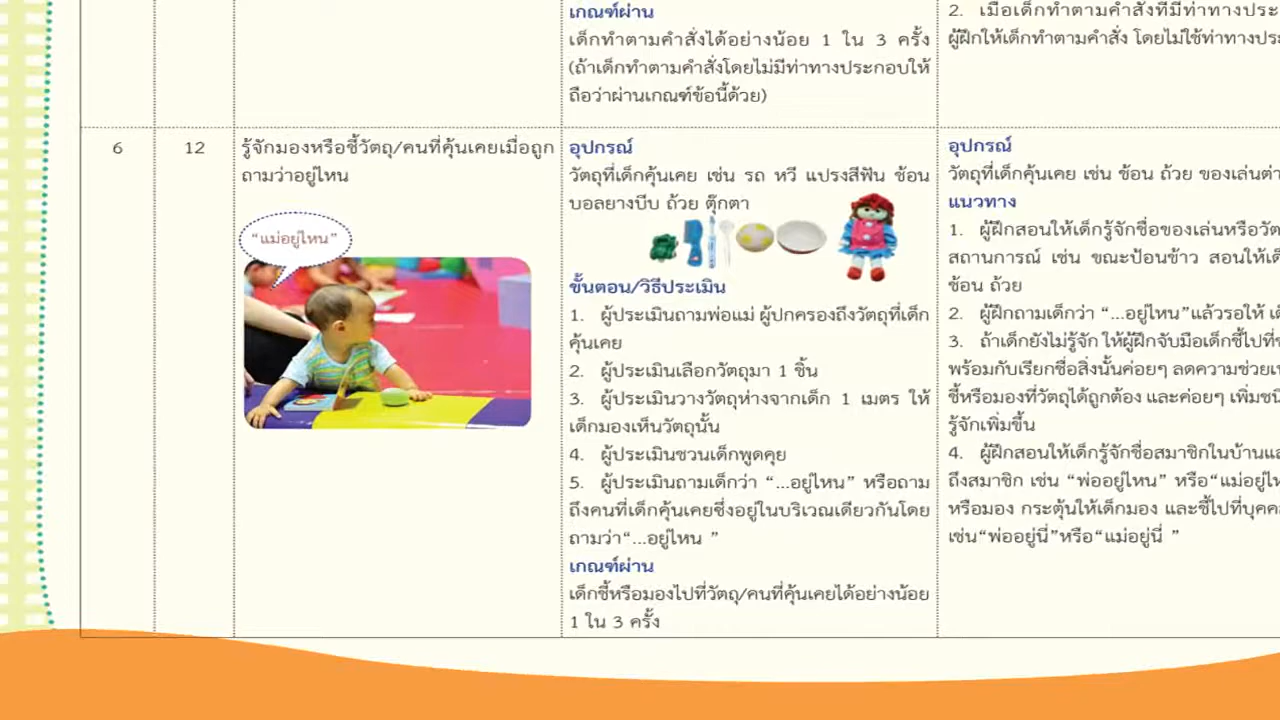 เกณฑ์ผ่าน
เด็กทำตามคำสั่งได้อย่างน้อย 1 ใน 3 ครั้ง
(ถ้าเด็กทำตามคำสั่งโดยไม่มีท่าทางประกอบให้
ถือว่าผ่านเกณฑ์ข้อนี้ด้วย)
2. เมื่อเด็กทำตามคำสั่งที่มีท่าทางประ
ผู้ฝึกให้เด็กทำตามคำสั่ง โดยไม่ใช้ท่าทางประ
6
12
รู้จักมองหรือชี้วัตถุ/คนที่คุ้นเคยเมื่อถูก
ถามว่าอยู่ไหน
“แม่อยู่ไหน”
อุปกรณ์
วัตถุที่เด็กคุ้นเคย เช่น รถ หวี แปรงสีฟัน ช้อน
บอลยางบีบ ถ้วย ตุ๊กตา
ขั้นตอน/วิธีประเมิน
1. ผู้ประเมินถามพ่อแม่ ผู้ปกครองถึงวัตถุที่เด็ก
คุ้นเคย
2. ผู้ประเมินเลือกวัตถุมา 1 ชิ้น
3. ผู้ประเมินวางวัตถุห่างจากเด็ก 1 เมตร ให้
เด็กมองเห็นวัตถุนั้น
4. ผู้ประเมินชวนเด็กพูดคุย
5. ผู้ประเมินถามเด็กว่า “...อยู่ไหน” หรือถาม
ถึงคนที่เด็กคุ้นเคยซึ่งอยู่ในบริเวณเดียวกันโดย
ถามว่า“...อยู่ไหน ”
เกณฑ์ผ่าน
เด็กชี้หรือมองไปที่วัตถุ/คนที่คุ้นเคยได้อย่างน้อย
1 ใน 3 ครั้ง
อุปกรณ์
วัตถุที่เด็กคุ้นเคย เช่น ช้อน ถ้วย ของเล่นต่า
แนวทาง
1. ผู้ฝึกสอนให้เด็กรู้จักชื่อของเล่นหรือวัต
สถานการณ์ เช่น ขณะป้อนข้าว สอนให้เด็
ช้อน ถ้วย
2. ผู้ฝึกถามเด็กว่า “...อยู่ไหน”แล้วรอให้ เด็
3. ถ้าเด็กยังไม่รู้จัก ให้ผู้ฝึกจับมือเด็กชี้ไปที่ข
พร้อมกับเรียกชื่อสิ่งนั้นค่อยๆ ลดความช่วยเห
ชี้หรือมองที่วัตถุได้ถูกต้อง และค่อยๆ เพิ่มชนิ
รู้จักเพิ่มขึ้น
4. ผู้ฝึกสอนให้เด็กรู้จักชื่อสมาชิกในบ้านแล
ถึงสมาชิก เช่น “พ่ออยู่ไหน” หรือ“แม่อยู่ไห
หรือมอง กระตุ้นให้เด็กมอง และชี้ไปที่บุคคล
เช่น“พ่ออยู่นี่”หรือ“แม่อยู่นี่ ”